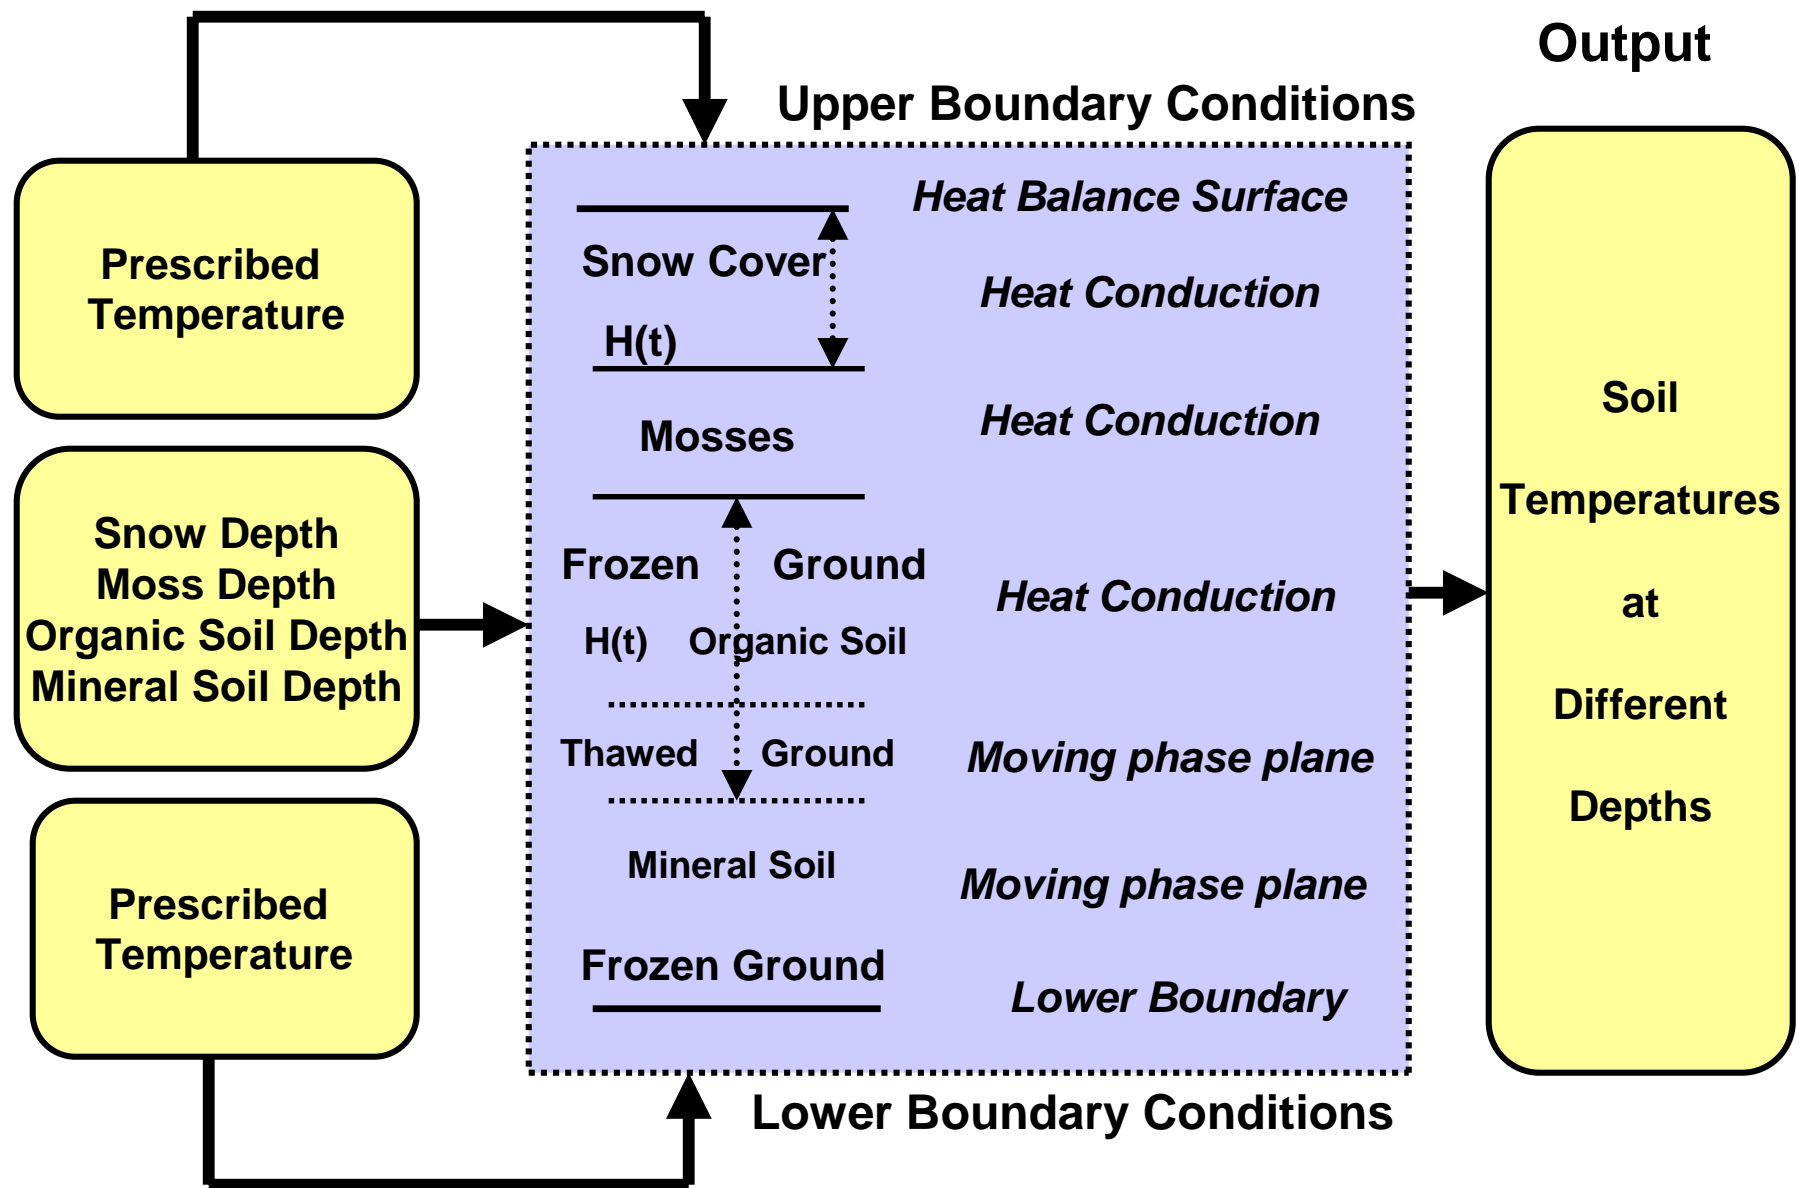 Output
Upper Boundary Conditions
Prescribed
Temperature
Snow Depth
Moss Depth
Organic Soil Depth
Mineral Soil Depth
Prescribed
Temperature
Heat Balance Surface
Snow Cover
Heat Conduction
H(t)
Mosses
Heat Conduction
Frozen Ground
Heat Conduction
H(t) Organic Soil
Thawed Ground
Moving phase plane
Mineral Soil
Moving phase plane
Frozen Ground
Lower Boundary
Lower Boundary Conditions
Soil
Temperatures
at
Different
Depths